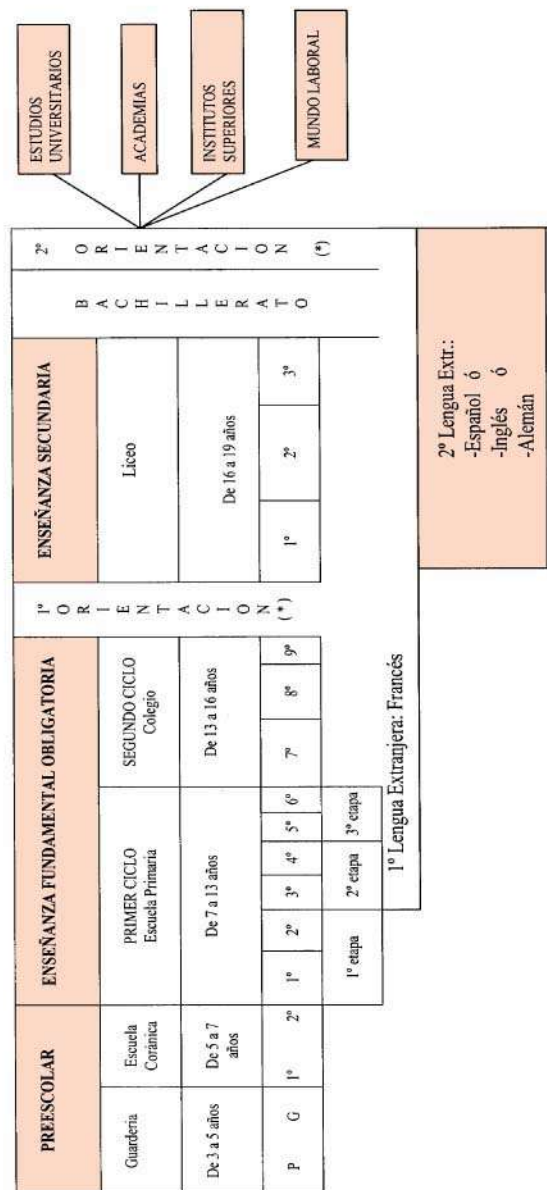 PREESCOLAR
Guardería
Escuela
Coránica
De 3 a 5 años
De 5 a 7
años
P G 1º 2º
ENSEÑANZA FUNDAMENTAL OBLIGATORIA
PRIMER CICLO
Escuela Primaria
SEGUNDO CICLO
Colegio
De 7 a 13 años
De 13 a 16 años
1º 2º 3º 4º 5º 6º 7º 8º 9º
1ª etapa
2ª etapa
3ª etapa
1º ORIENTACION (*)
ENSEÑANZA SECUNDARIA
Liceo
De 16 a 19 años
1º 2º 3º
BACHILLERATO
2º ORIENTACION (*)
ESTUDIOS
UNIVERSITARIOS
ACADEMIAS
INSTITUTOS
SUPERIORES
MUNDO LABORAL
1º Lengua Extranjera: Francés
2º Lengua Extr.:
-Español ó
-Inglés ó
-Alemán